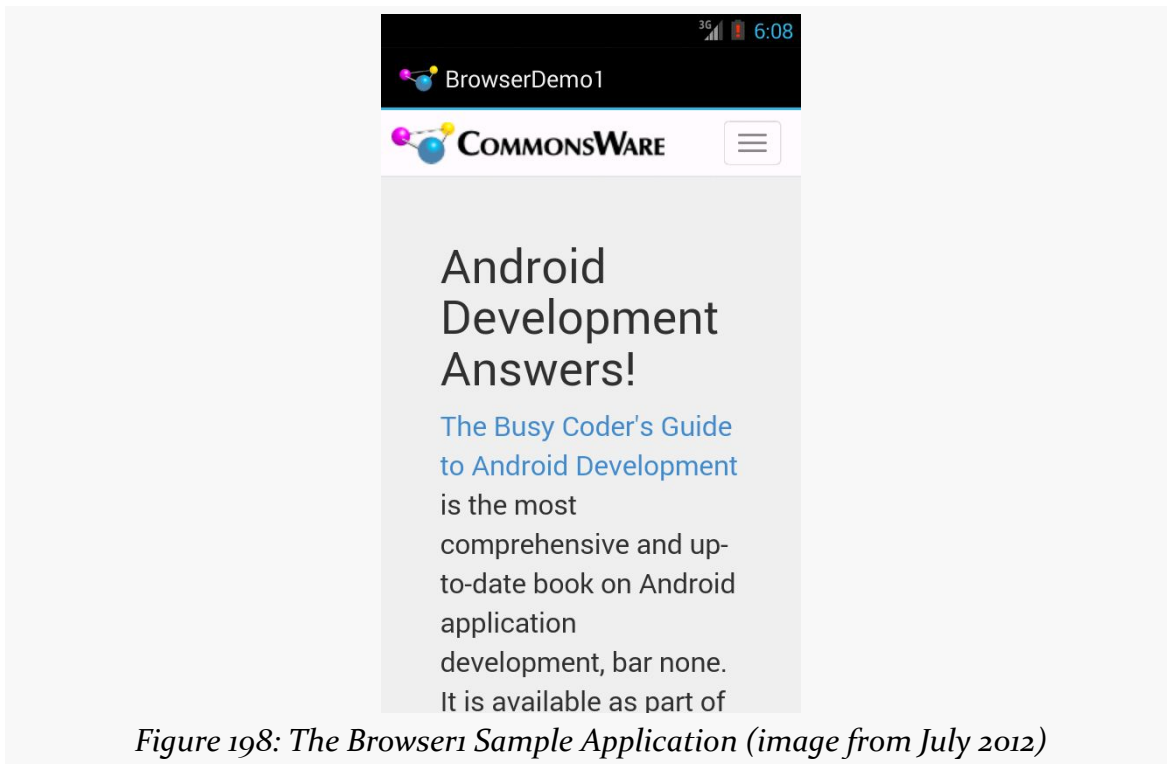 3G 6:08
BrowserDemo1
COMMONSWARE
Android
Development
Answers!
The Busy Coder's Guide
to Android Development
is the most
comprehensive and up-
to-date book on Android
application
development, bar none.
It is available as part of
Figure 198: The Browser1 Sample Application (image from July 2012)